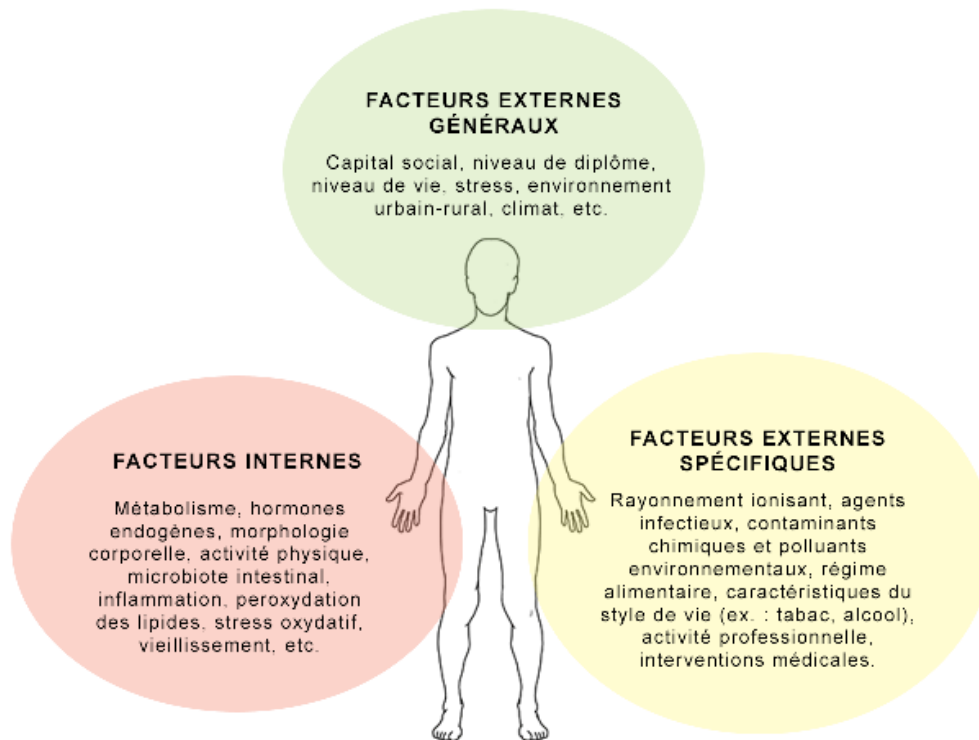 FACTEURS EXTERNES
GÉNÉRAUX
Capital social, niveau de diplôme,
niveau de vie, stress, environnement
urbain-rural, climat, etc.
FACTEURS INTERNES
Métabolisme, hormones
endogènes, morphologie
corporelle, activité physique,
microbiote intestinal,
inflammation, peroxydation
des lipides, stress oxydatif,
vieillissement, etc.
FACTEURS EXTERNES
SPÉCIFIQUES
Rayonnement ionisant, agents
infectieux, contaminants
chimiques et polluants
environnementaux, régime
alimentaire, caractéristiques du
style de vie (ex. : tabac, alcool),
activité professionnelle,
interventions médicales.